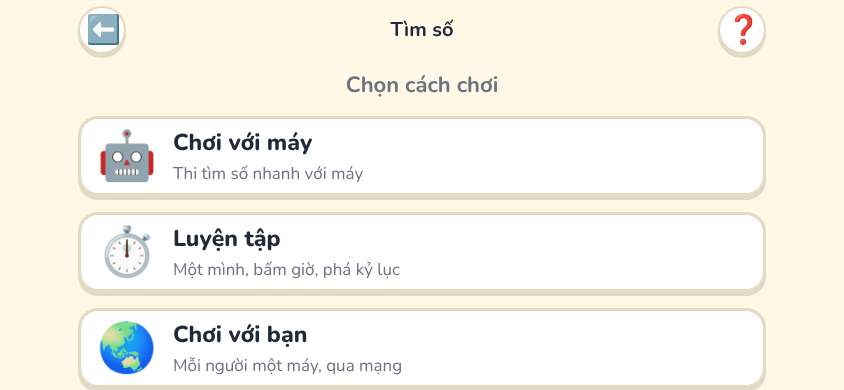 Tìm số
Chọn cách chơi
Chơi với máy
Thi tìm số nhanh với máy
Luyện tập
Một mình, bấm giờ, phá kỷ lục
Chơi với bạn
Mỗi người một máy, qua mạng